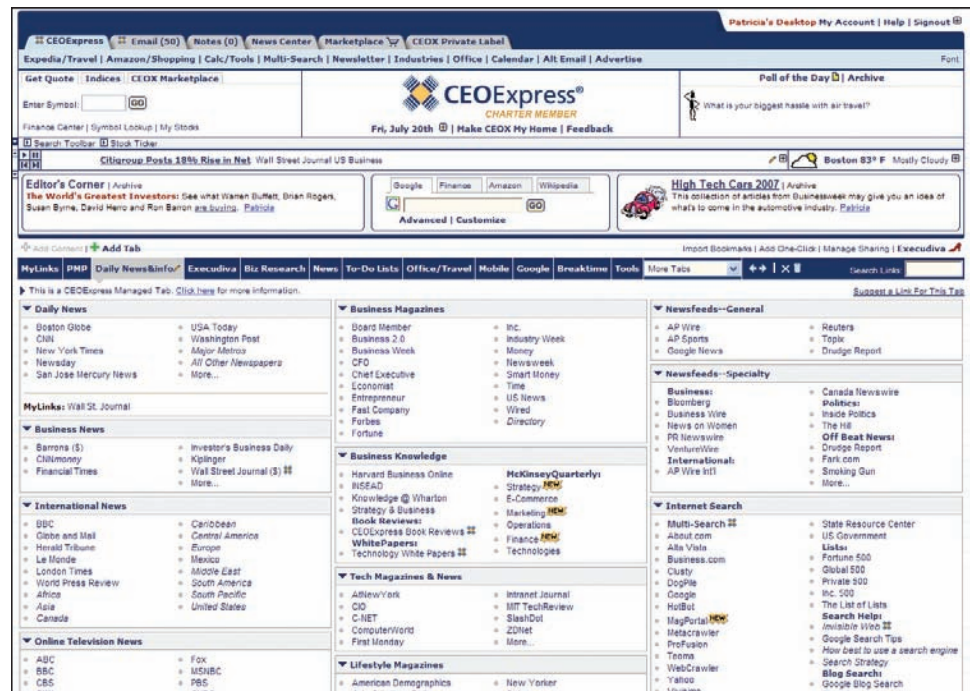 Patricia's Desktop My Account | Help | Signout
CEOExpress Email (50) Notes (0) News Center Marketplace CEOX Private Label
Expedia/Travel | Amazon/Shopping | Calc/Tools | Multi-Search | Newsletter | Industries | Office | Calendar | Alt Email | Advertise Font
Get Quote Indices CEOX Marketplace
Enter Symbol: GO
Finance Center | Symbol Lookup | My Stocks
CEOExpress®
CHARTER MEMBER
Fri, July 20th | Make CEOX My Home | Feedback
Poll of the Day | Archive
What is your biggest hassle with air travel?
Search Toolbar Stock Ticker
Citigroup Posts 18% Rise in Net Wall Street Journal US Business
Boston 83° F Mostly Cloudy
Editor's Corner | Archive
The World's Greatest Investors: See what Warren Buffett, Brian Rogers,
Susan Byrne, David Herro and Ron Baron are buying. Patricia
Google Finance Amazon Wikipedia
G GO
Advanced | Customize
High Tech Cars 2007 | Archive
This collection of articles from Businessweek may give you an idea of
what's to come in the automotive industry. Patricia
Add Content | Add Tab
Import Bookmarks | Add One-Click | Manage Sharing | Executiva
MyLinks PMP Daily News&Info Execudiva Biz Research News To-Do Lists Office/Travel Mobile Google Breaktime Tools More Tabs Search Links
This is a CEOExpress Managed Tab. Click here for more information.
Suggest a Link For This Tab
Daily News
Boston Globe
CNN
New York Times
Newsday
San Jose Mercury News
USA Today
Washington Post
Major Metros
All Other Newspapers
More...
MyLinks: Wall St. Journal
Business News
Barrons ($)
CNNmoney
Financial Times
Investor's Business Daily
Kiplinger
Wall Street Journal ($)
More...
International News
BBC
Globe and Mail
Herald Tribune
Le Monde
London Times
World Press Review
Africa
Asia
Canada
Caribbean
Central America
Europe
Mexico
Middle East
South America
South Pacific
United States
Online Television News
ABC
BBC
CBS
Fox
MSNBC
PBS
Business Magazines
Board Member
Business 2.0
Business Week
CFO
Chief Executive
Economist
Entrepreneur
Fast Company
Forbes
Fortune
Inc.
Industry Week
Money
Newsweek
Smart Money
Time
US News
Wired
Directory
Business Knowledge
Harvard Business Online
INSEAD
Knowledge @ Wharton
Strategy & Business
Book Reviews:
CEOExpress Book Reviews
WhitePapers:
Technology White Papers
McKinseyQuarterly:
Strategy NEW
E-Commerce
Marketing NEW
Operations
Finance NEW
Technologies
Tech Magazines & News
AtNewYork
CIO
C-NET
ComputerWorld
First Monday
Intranet Journal
MIT TechReview
SlashDot
ZDNet
More...
Lifestyle Magazines
American Demographics
New Yorker
Newsfeeds--General
AP Wire
AP Sports
Google News
Reuters
Topix
Drudge Report
Newsfeeds--Specialty
Business:
Bloomberg
Business Wire
News on Women
PR Newswire
VentureWire
International:
AP Wire Int'l
Canada Newswire
Politics:
Inside Politics
The Hill
Off Beat News:
Drudge Report
Fark.com
Smoking Gun
More...
Internet Search
Multi-Search
About.com
Alta Vista
Business.com
Clusty
DogPile
Google
HotBot
MagPortal NEW
Metacrawler
ProFusion
Teoma
WebCrawler
Yahoo
State Resource Center
US Government
Lists:
Fortune 500
Global 500
Private 500
Inc. 500
The List of Lists
Search Help:
Invisible Web
Google Search Tips
How best to use a search engine
Search Strategy
Blog Search:
Google Blog Search